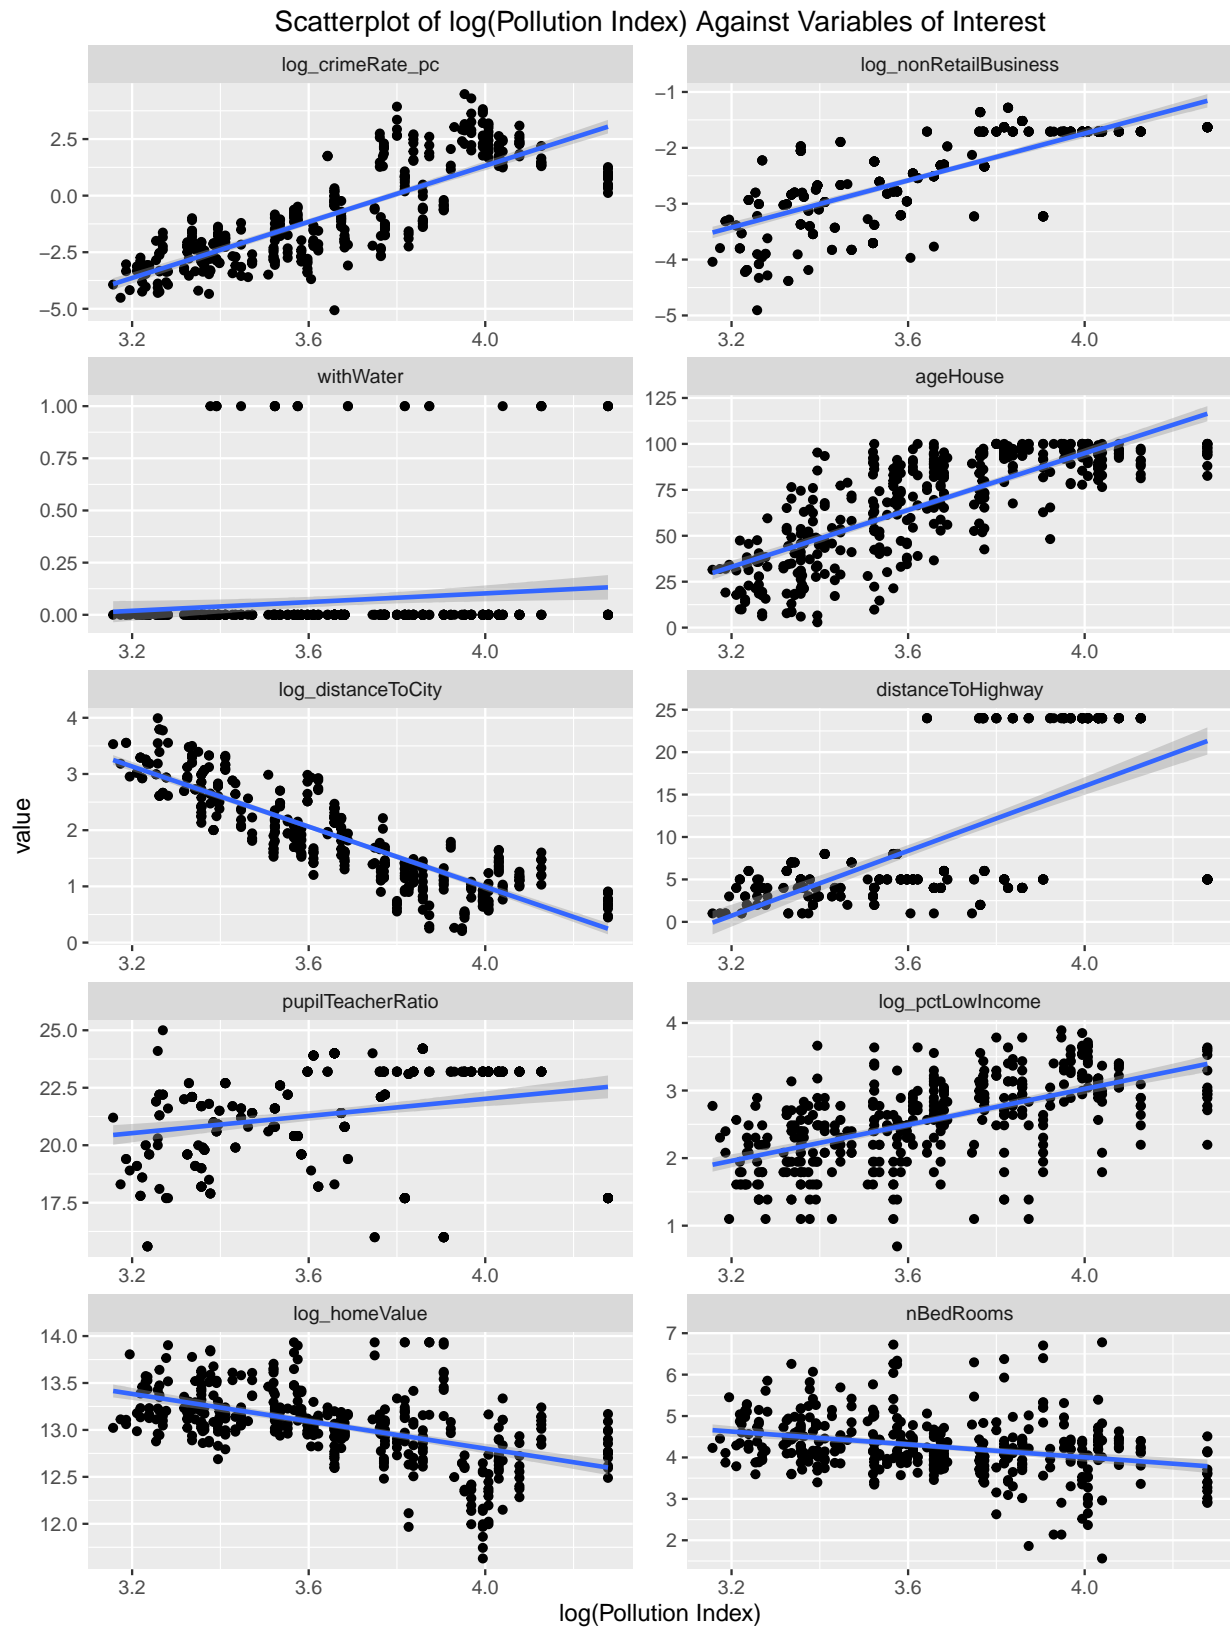 Scatterplot of log(Pollution Index) Against Variables of Interest
log_crimeRate_pc
log_nonRetailBusiness
2.5
0.0
−2.5
−5.0
3.2 3.6 4.0
−1
−2
−3
−4
−5
3.2 3.6 4.0
withWater
ageHouse
1.00
0.75
0.50
0.25
0.00
3.2 3.6 4.0
125
100
75
50
25
0
3.2 3.6 4.0
log_distanceToCity
distanceToHighway
4
3
2
1
0
3.2 3.6 4.0
25
20
15
10
5
0
3.2 3.6 4.0
value
pupilTeacherRatio
log_pctLowIncome
25.0
22.5
20.0
17.5
3.2 3.6 4.0
4
3
2
1
3.2 3.6 4.0
log_homeValue
nBedRooms
14.0
13.5
13.0
12.5
12.0
3.2 3.6 4.0
7
6
5
4
3
2
3.2 3.6 4.0
log(Pollution Index)